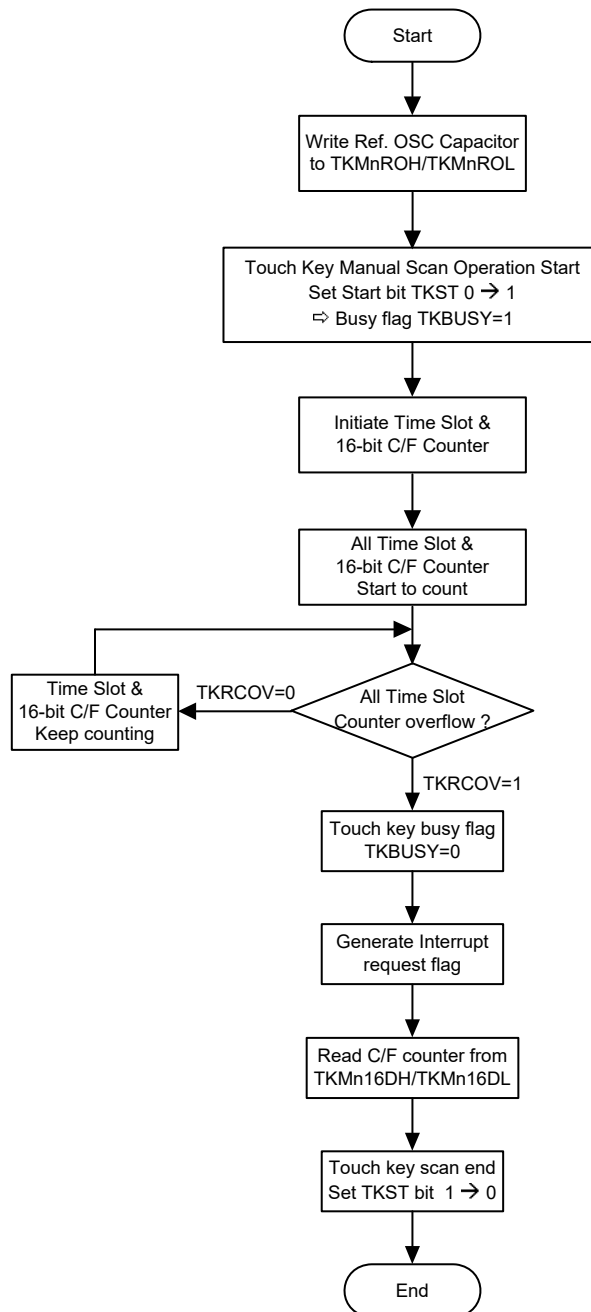 Start
Write Ref. OSC Capacitor
to TKMnROH/TKMnROL
Touch Key Manual Scan Operation Start
Set Start bit TKST 0 → 1
⇨ Busy flag TKBUSY=1
Initiate Time Slot &
16-bit C/F Counter
All Time Slot &
16-bit C/F Counter
Start to count
Time Slot &
16-bit C/F Counter
Keep counting
TKRCOV=0
All Time Slot
Counter overflow ?
TKRCOV=1
Touch key busy flag
TKBUSY=0
Generate Interrupt
request flag
Read C/F counter from
TKMn16DH/TKMn16DL
Touch key scan end
Set TKST bit 1 → 0
End